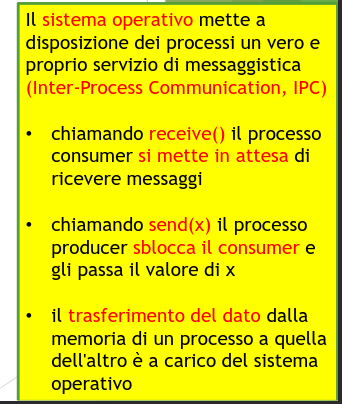 Il sistema operativo mette a
disposizione dei processi un vero e
proprio servizio di messaggistica
(Inter-Process Communication, IPC)
• chiamando receive() il processo
consumer si mette in attesa di
ricevere messaggi
• chiamando send(x) il processo
producer sblocca il consumer e
gli passa il valore di x
• il trasferimento del dato dalla
memoria di un processo a quella
dell'altro è a carico del sistema
operativo